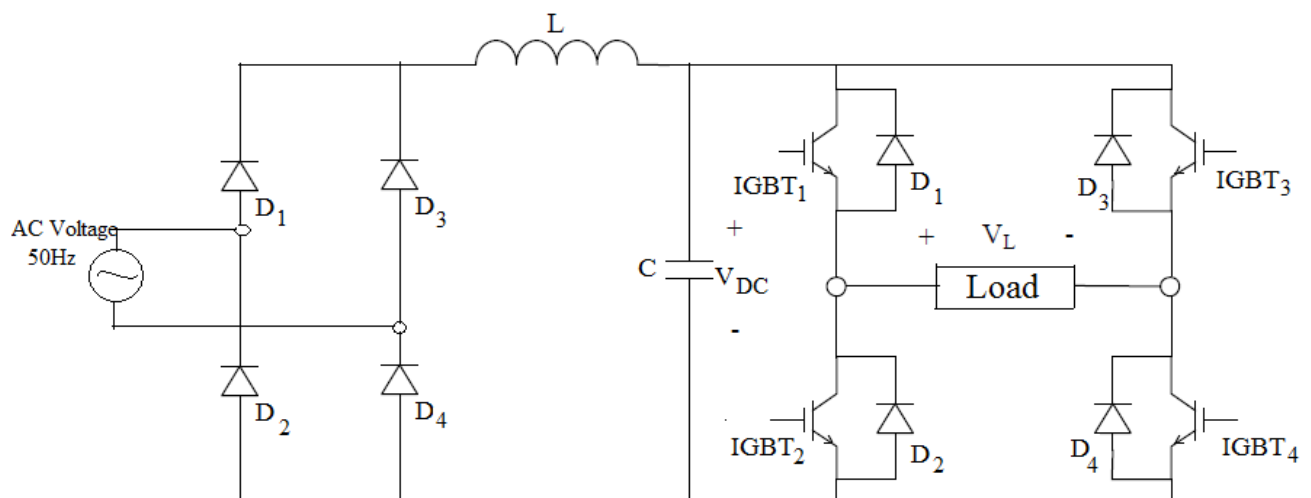 L
AC Voltage
50Hz
D1
D3
D2
D4
C
+
VDC
-
IGBT1
D1
D3
IGBT3
+ VL -
Load
IGBT2
D2
D4
IGBT4